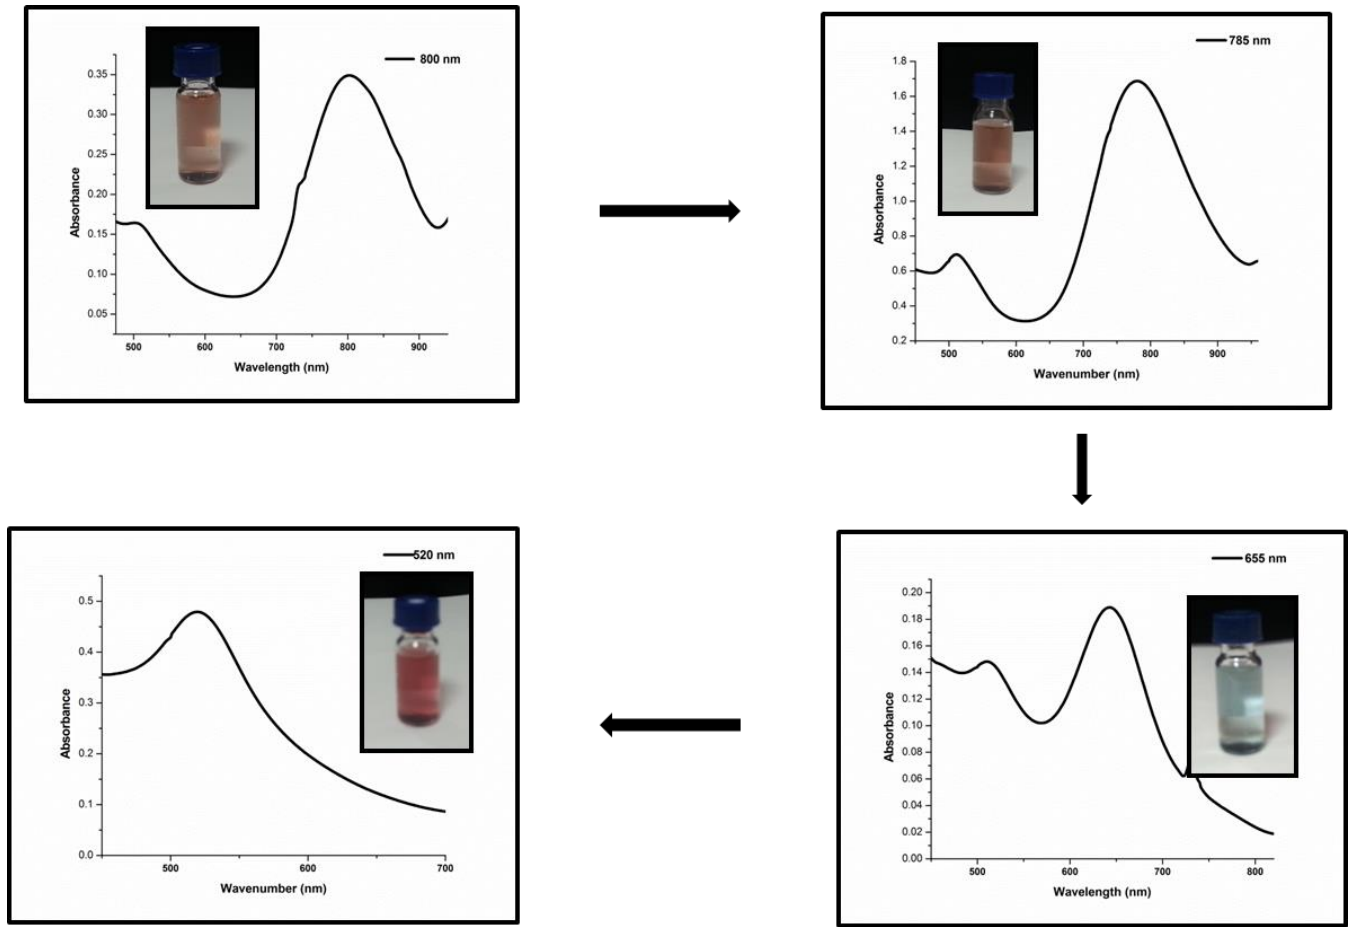 800 nm
0.35
0.30
0.25
0.20
0.15
0.10
0.05
Absorbance
500 600 700 800 900
Wavelength (nm)
785 nm
1.8
1.6
1.4
1.2
1.0
0.8
0.6
0.4
0.2
Absorbance
500 600 700 800 900
Wavenumber (nm)
520 nm
0.5
0.4
0.3
0.2
0.1
0.0
Absorbance
500 600 700
Wavenumber (nm)
655 nm
0.20
0.18
0.16
0.14
0.12
0.10
0.08
0.06
0.04
0.02
0.00
Absorbance
500 600 700 800
Wavelength (nm)